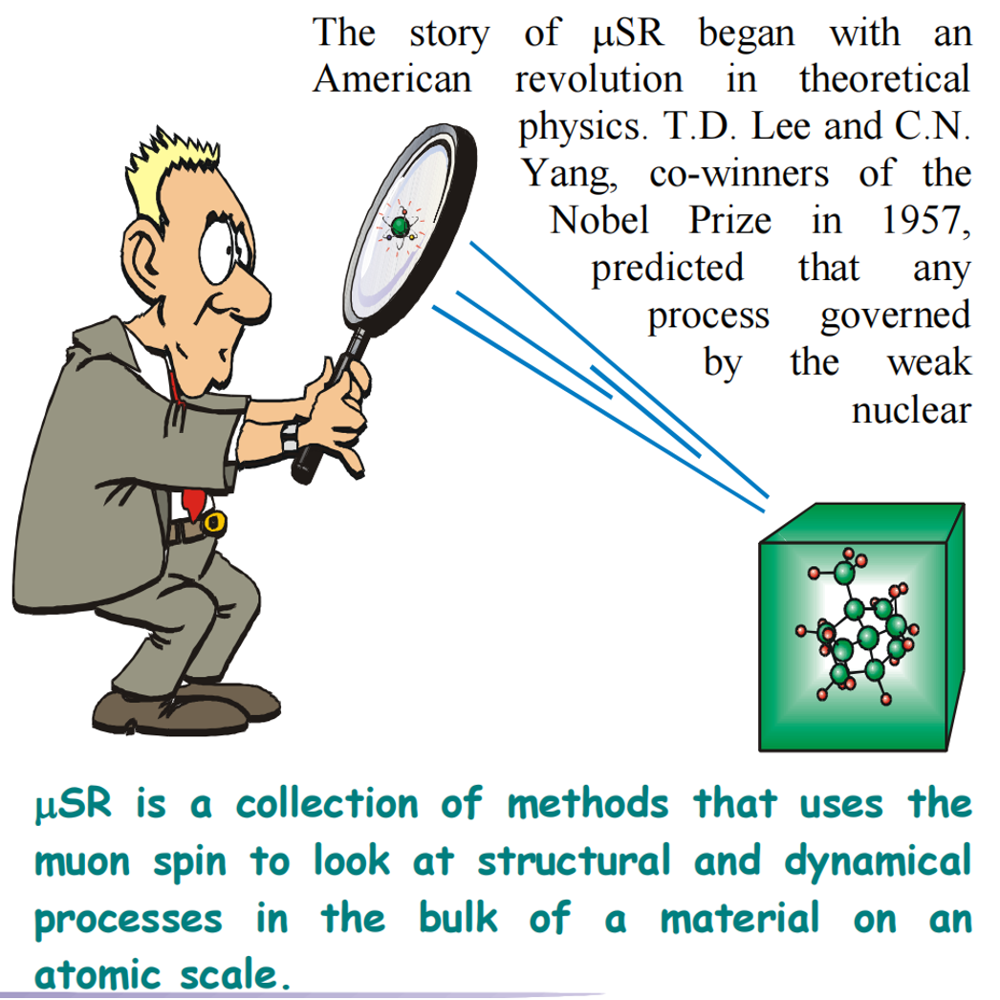 The story of μSR began with an
American revolution in theoretical
physics. T.D. Lee and C.N.
Yang, co-winners of the
Nobel Prize in 1957,
predicted that any
process governed
by the weak
nuclear
μSR is a collection of methods that uses the
muon spin to look at structural and dynamical
processes in the bulk of a material on an
atomic scale.